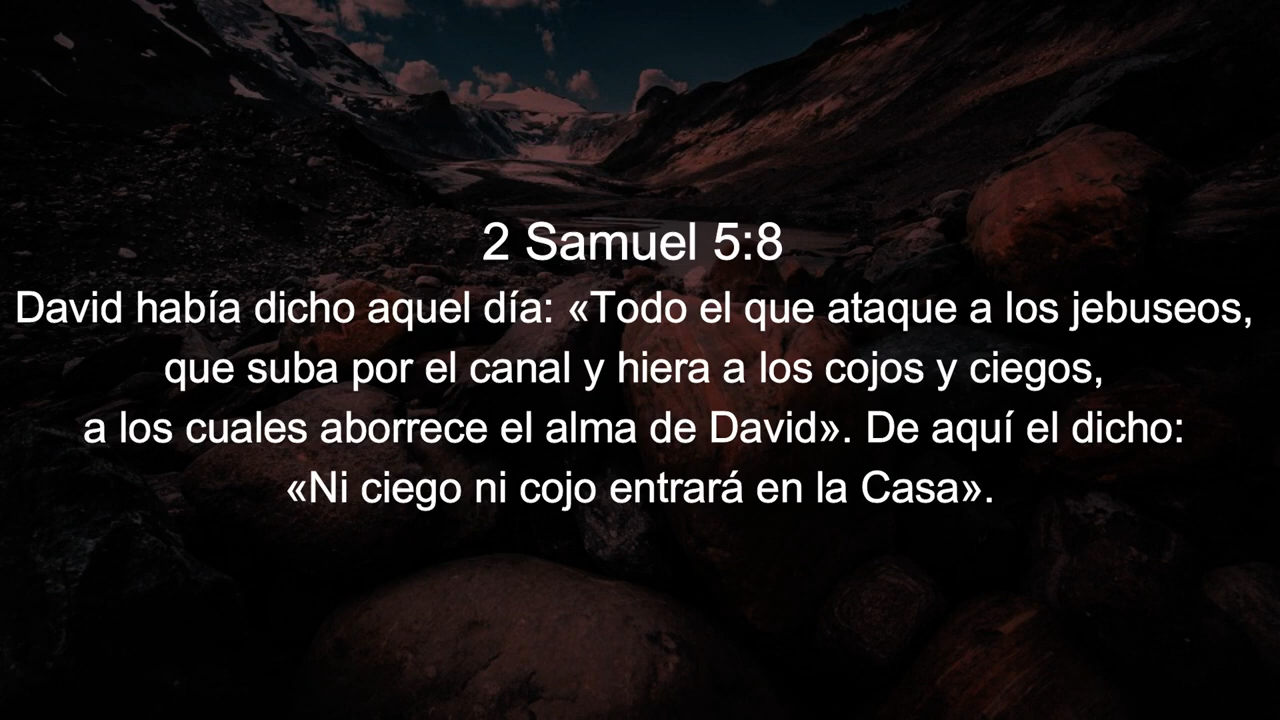 2 Samuel 5:8
David había dicho aquel día: «Todo el que ataque a los jebuseos,
que suba por el canal y hiera a los cojos y ciegos,
a los cuales aborrece el alma de David». De aquí el dicho:
«Ni ciego ni cojo entrará en la Casa».